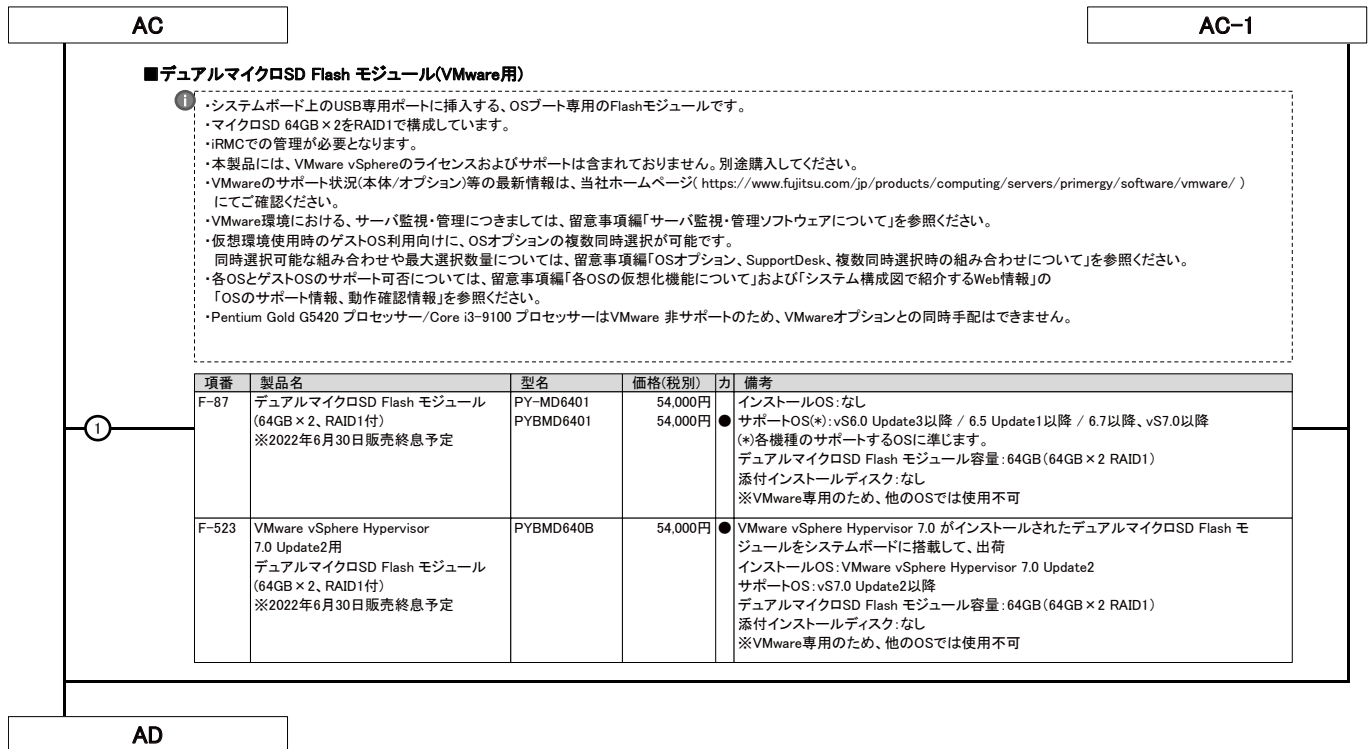 AC
AC-1
■デュアルマイクロSD Flash モジュール(VMware用)
i
・システムボード上のUSB専用ポートに挿入する、OSブート専用のFlashモジュールです。
・マイクロSD 64GB×2をRAID1で構成しています。
・iRMCでの管理が必要となります。
・本製品には、VMware vSphereのライセンスおよびサポートは含まれておりません。別途購入してください。
・VMwareのサポート状況(本体/オプション)等の最新情報は、当社ホームページ( https://www.fujitsu.com/jp/products/computing/servers/primergy/software/vmware/ )
にてご確認ください。
・VMware環境における、サーバ監視・管理につきましては、留意事項編「サーバ監視・管理ソフトウェアについて」を参照ください。
・仮想環境使用時のゲストOS利用向けに、OSオプションの複数同時選択が可能です。
同時選択可能な組み合わせや最大選択数量については、留意事項編「OSオプション、SupportDesk、複数同時選択時の組み合わせについて」を参照ください。
・各OSとゲストOSのサポート可否については、留意事項編「各OSの仮想化機能について」および「システム構成図で紹介するWeb情報」の
「OSのサポート情報、動作確認情報」を参照ください。
・Pentium Gold G5420 プロセッサー/Core i3-9100 プロセッサーはVMware 非サポートのため、VMwareオプションとの同時手配はできません。
項番 製品名 型名 価格(税別) カ 備考
F-87 デュアルマイクロSD Flash モジュール PY-MD6401 54,000円 インストールOS:なし
① (64GB×2、RAID1付) PYBMD6401 54,000円 ● サポートOS(*):vS6.0 Update3以降 / 6.5 Update1以降 / 6.7以降、vS7.0以降
※2022年6月30日販売終息予定 (*)各機種のサポートするOSに準じます。
デュアルマイクロSD Flash モジュール容量:64GB(64GB×2 RAID1)
添付インストールディスク:なし
※VMware専用のため、他のOSでは使用不可
F-523 VMware vSphere Hypervisor PYBMD640B 54,000円 ● VMware vSphere Hypervisor 7.0 がインストールされたデュアルマイクロSD Flash モ
7.0 Update2用 ジュールをシステムボードに搭載して、出荷
デュアルマイクロSD Flash モジュール インストールOS:VMware vSphere Hypervisor 7.0 Update2
(64GB×2、RAID1付) サポートOS:vS7.0 Update2以降
※2022年6月30日販売終息予定 デュアルマイクロSD Flash モジュール容量:64GB(64GB×2 RAID1)
添付インストールディスク:なし
※VMware専用のため、他のOSでは使用不可
AD